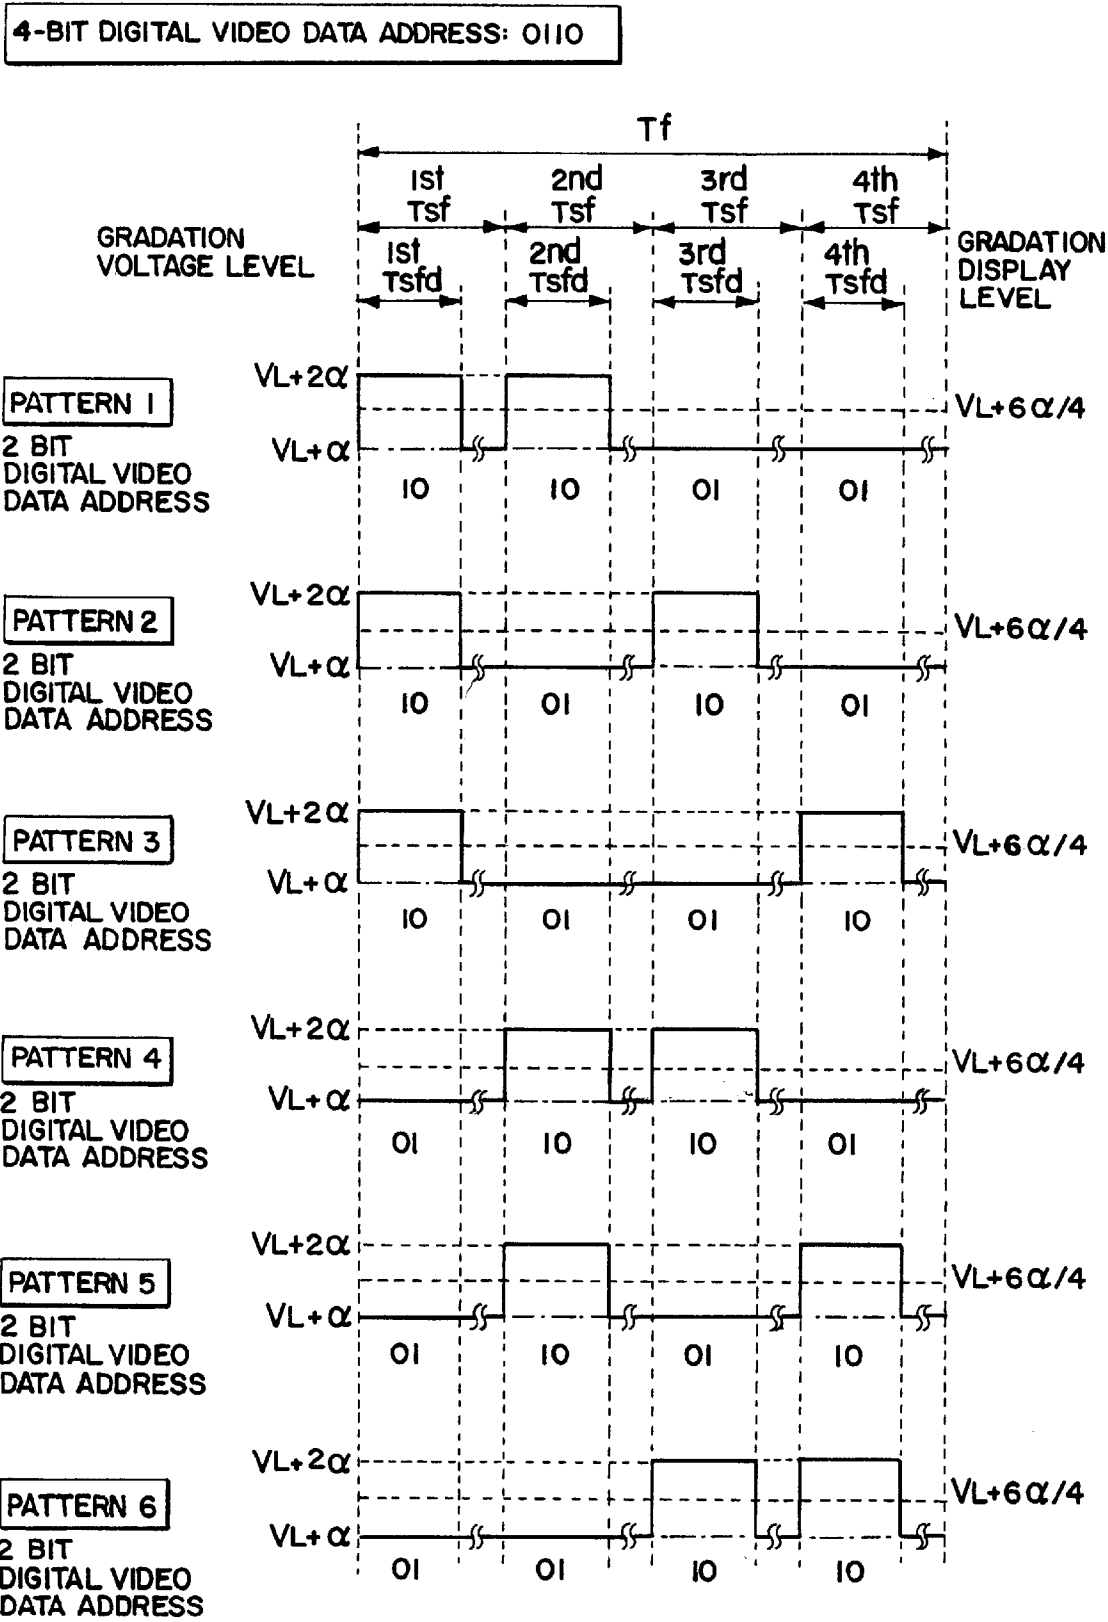 4-BIT DIGITAL VIDEO DATA ADDRESS: 0110
Tf
1st 2nd 3rd 4th
Tsf Tsf Tsf Tsf
GRADATION
VOLTAGE LEVEL
1st 2nd 3rd 4th
Tsfd Tsfd Tsfd Tsfd
GRADATION
DISPLAY
LEVEL
VL+2α
PATTERN 1
VL+6α/4
VL+α
2 BIT
DIGITAL VIDEO
DATA ADDRESS
10 10 01 01
VL+2α
PATTERN 2
VL+6α/4
VL+α
2 BIT
DIGITAL VIDEO
DATA ADDRESS
10 01 10 01
VL+2α
PATTERN 3
VL+6α/4
VL+α
2 BIT
DIGITAL VIDEO
DATA ADDRESS
10 01 01 10
VL+2α
PATTERN 4
VL+6α/4
VL+α
2 BIT
DIGITAL VIDEO
DATA ADDRESS
01 10 10 01
VL+2α
PATTERN 5
VL+6α/4
VL+α
2 BIT
DIGITAL VIDEO
DATA ADDRESS
01 10 01 10
VL+2α
PATTERN 6
VL+6α/4
VL+α
2 BIT
DIGITAL VIDEO
DATA ADDRESS
01 01 10 10